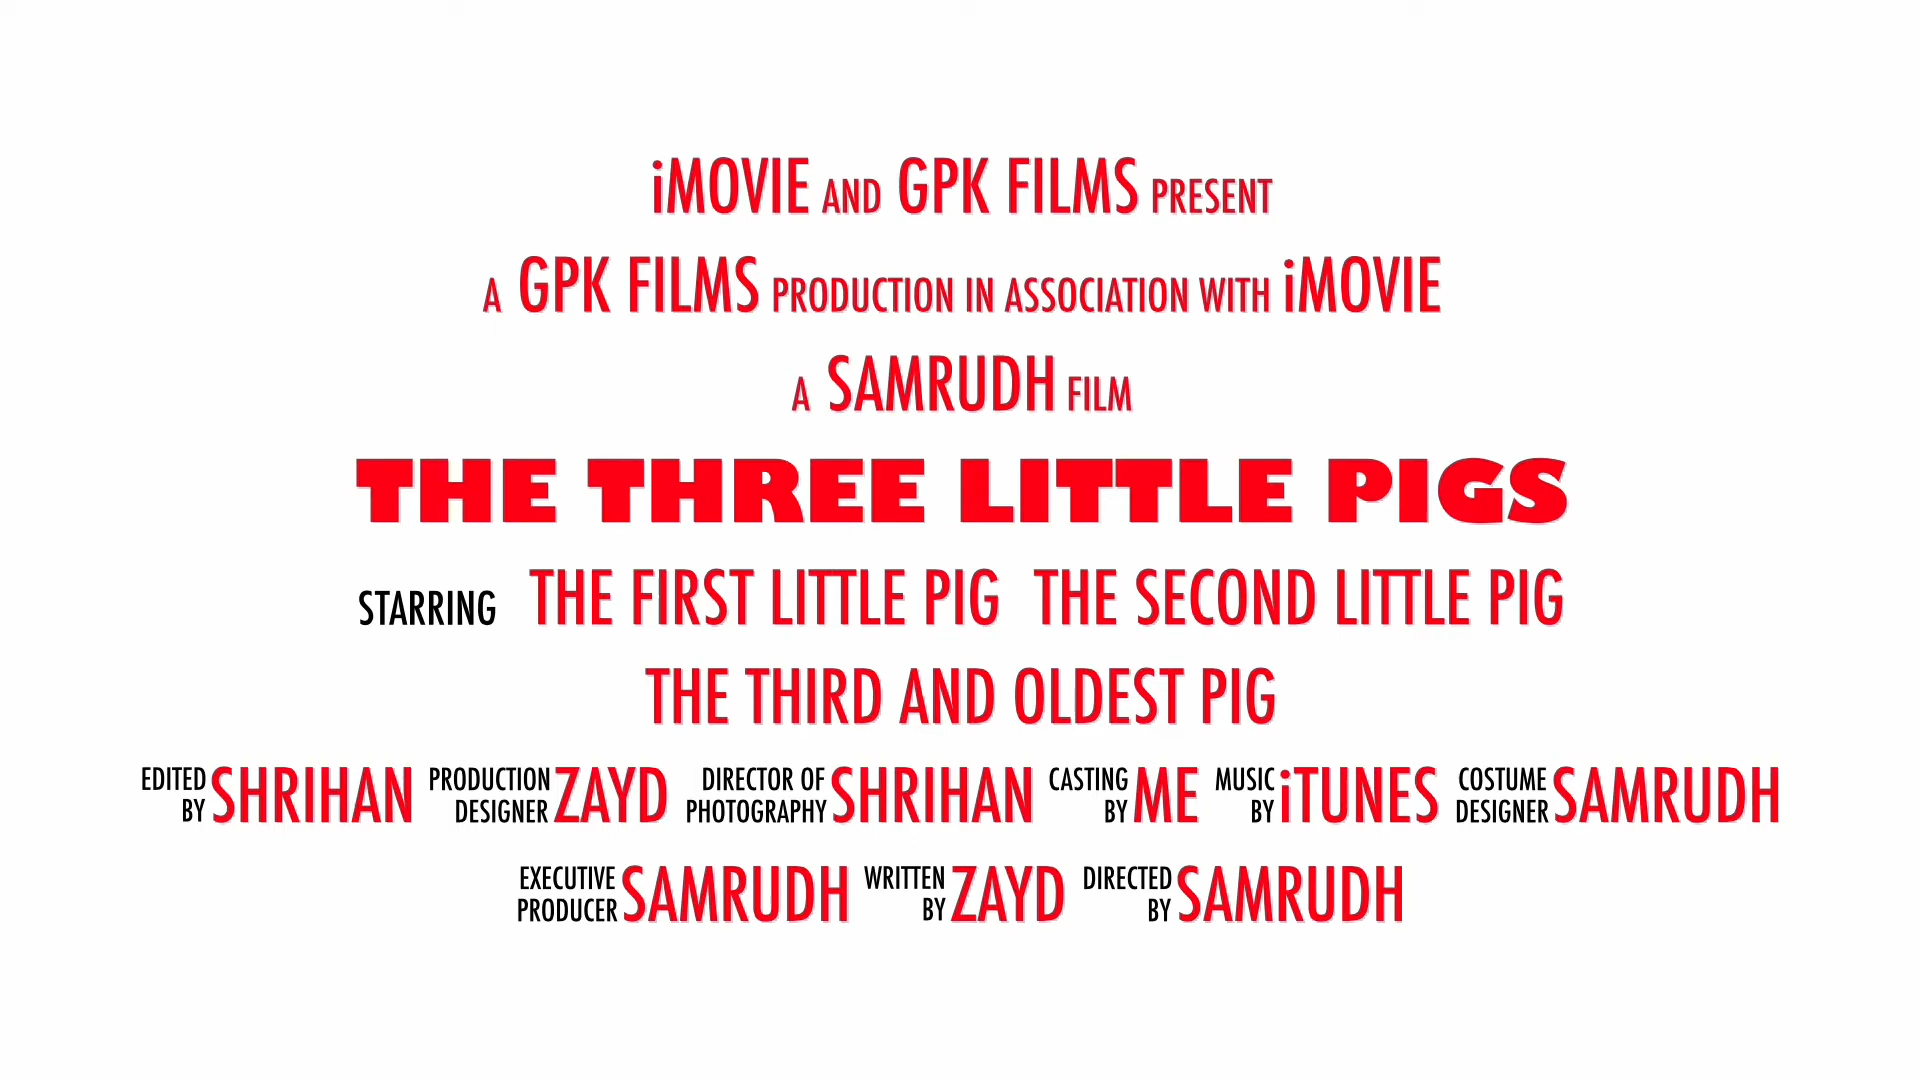 iMOVIE AND GPK FILMS PRESENT
A GPK FILMS PRODUCTION IN ASSOCIATION WITH iMOVIE
A SAMRUDH FILM
THE THREE LITTLE PIGS
STARRING THE FIRST LITTLE PIG THE SECOND LITTLE PIG
THE THIRD AND OLDEST PIG
EDITED BY SHRIHAN PRODUCTION DESIGNER ZAYD DIRECTOR OF PHOTOGRAPHY SHRIHAN CASTING BY ME MUSIC BY iTUNES COSTUME DESIGNER SAMRUDH
EXECUTIVE PRODUCER SAMRUDH WRITTEN BY ZAYD DIRECTED BY SAMRUDH